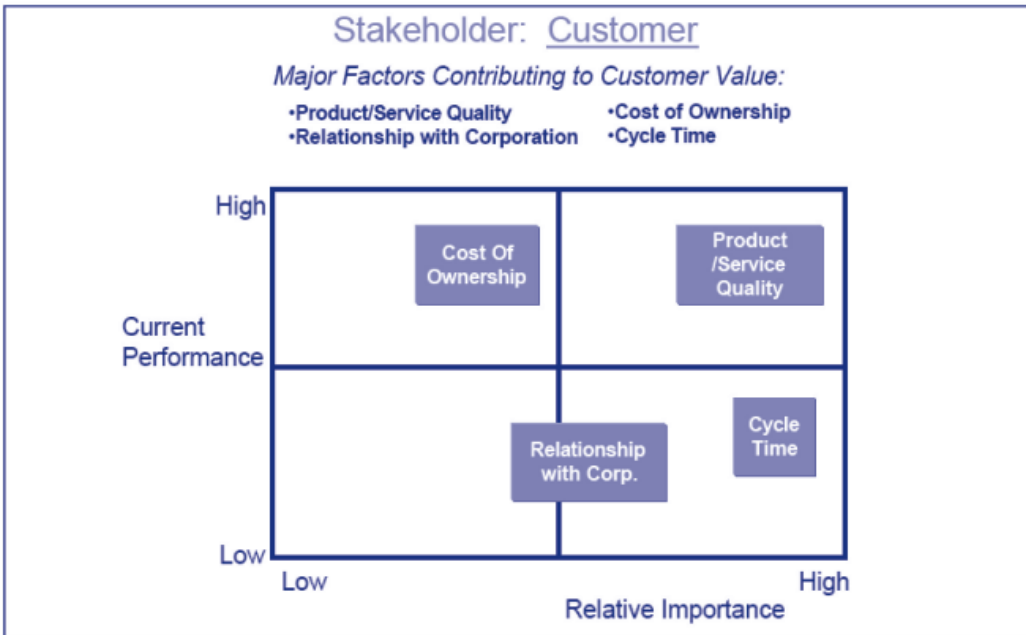 Stakeholder: Customer
Major Factors Contributing to Customer Value:
•Product/Service Quality
•Cost of Ownership
•Relationship with Corporation
•Cycle Time
High
Cost Of
Ownership
Product
/Service
Quality
Current
Performance
Relationship
with Corp.
Cycle
Time
Low
Low
High
Relative Importance